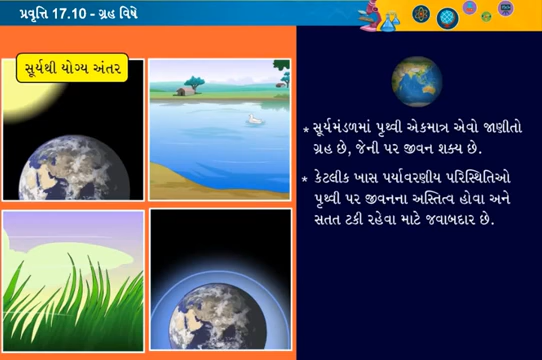 પ્રવૃત્તિ 17.10 - ગ્રહ વિષે
સૂર્યથી યોગ્ય અંતર
* સૂર્યમંડળમાં પૃથ્વી એકમાત્ર એવો જાણીતો
ગ્રહ છે, જેની પર જીવન શક્ય છે.
* કેટલીક ખાસ પર્યાવરણીય પરિસ્થિતિઓ
પૃથ્વી પર જીવનના અસ્તિત્વ હોવા અને
સતત ટકી રહેવા માટે જવાબદાર છે.